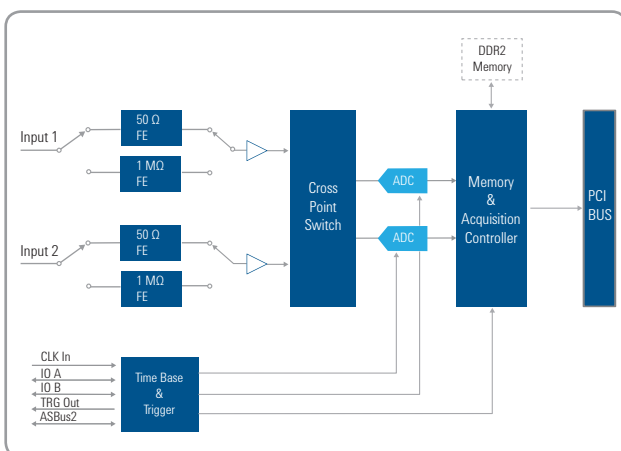 DDR2
Memory
Input 1
50 Ω
FE
1 MΩ
FE
Input 2
50 Ω
FE
1 MΩ
FE
Cross
Point
Switch
ADC
ADC
Memory
&
Acquisition
Controller
PCI
BUS
CLK In
IO A
IO B
TRG Out
ASBus2
Time Base
&
Trigger